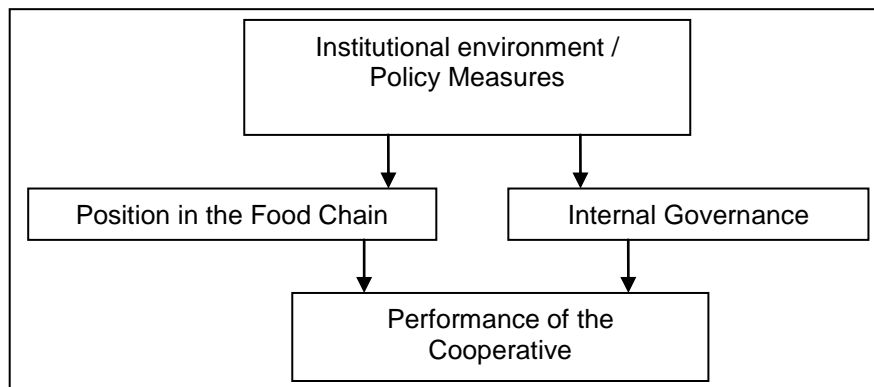 Institutional environment /
Policy Measures
Position in the Food Chain
Internal Governance
Performance of the
Cooperative